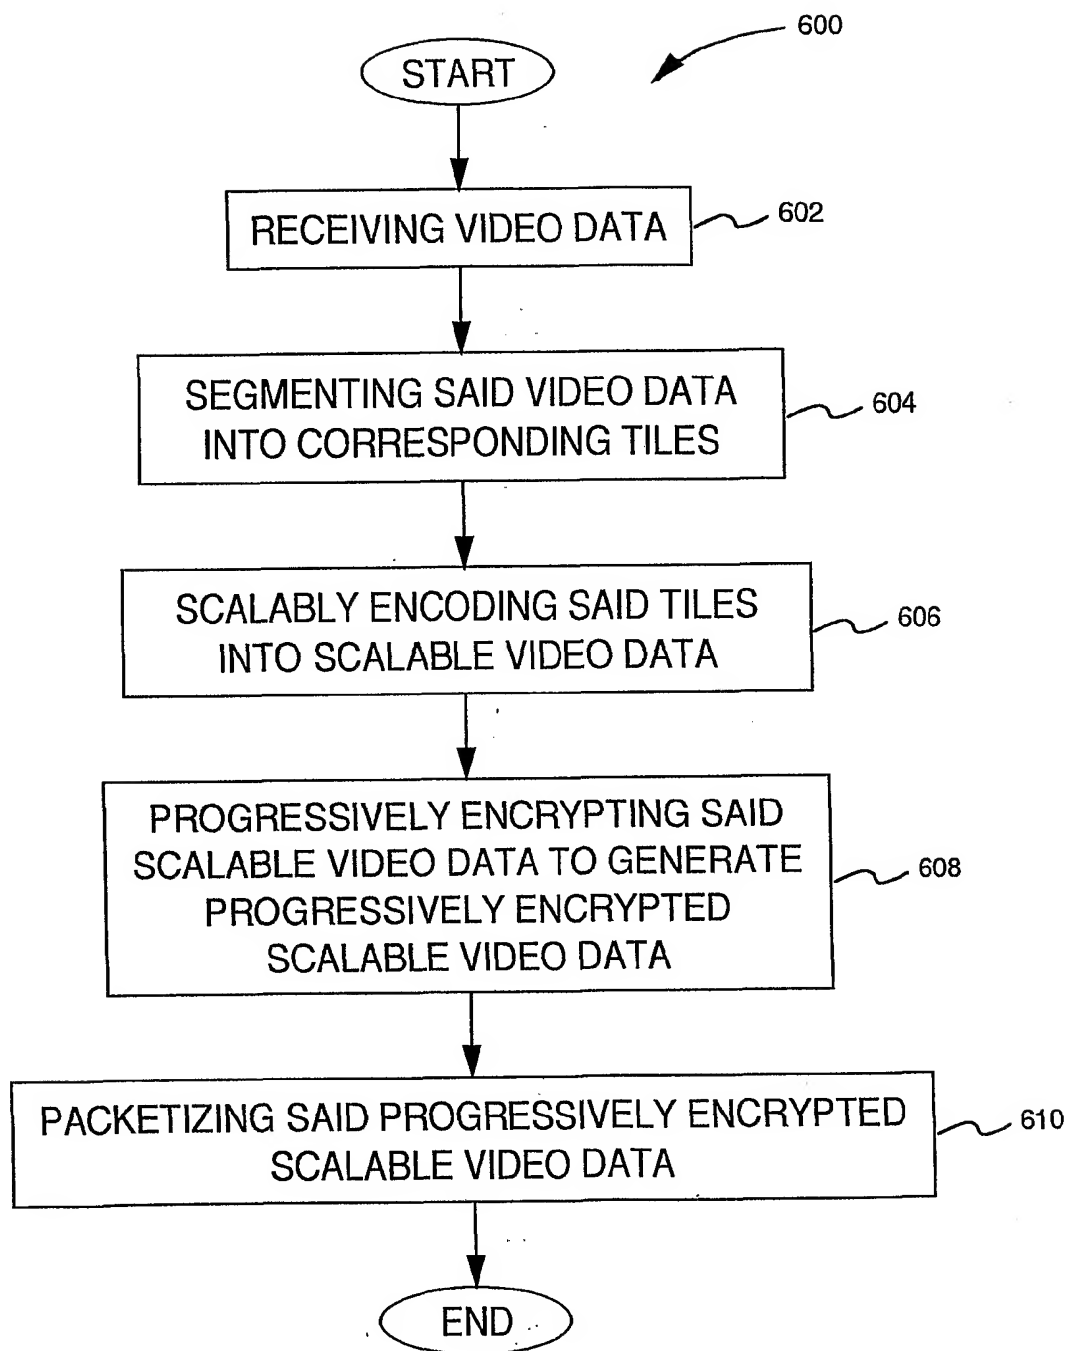 600
START
RECEIVING VIDEO DATA
602
SEGMENTING SAID VIDEO DATA
INTO CORRESPONDING TILES
604
SCALABLY ENCODING SAID TILES
INTO SCALABLE VIDEO DATA
606
PROGRESSIVELY ENCRYPTING SAID
SCALABLE VIDEO DATA TO GENERATE
PROGRESSIVELY ENCRYPTED
SCALABLE VIDEO DATA
608
PACKETIZING SAID PROGRESSIVELY ENCRYPTED
SCALABLE VIDEO DATA
610
END